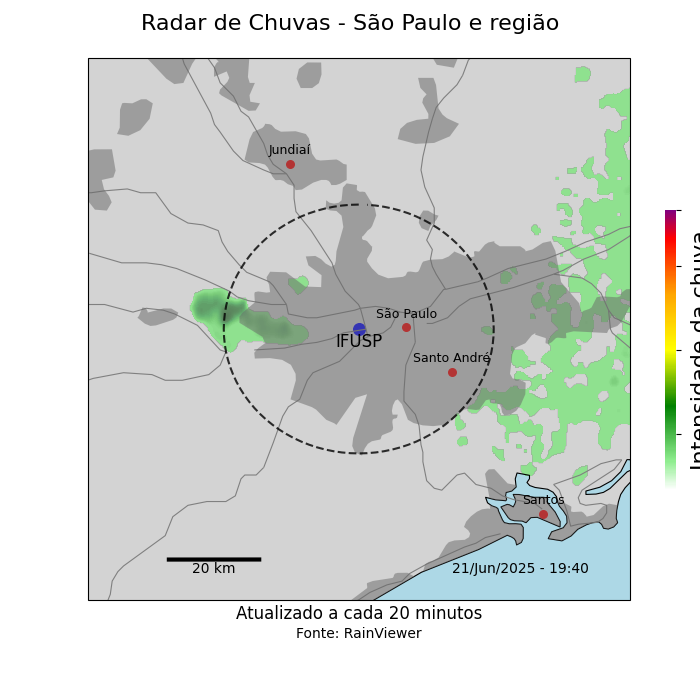 Radar de Chuvas - São Paulo e região
Jundiaí
São Paulo
IFUSP
Santo André
Santos
20 km
21/Jun/2025 - 19:40
Intensidade da chuva
Atualizado a cada 20 minutos
Fonte: RainViewer